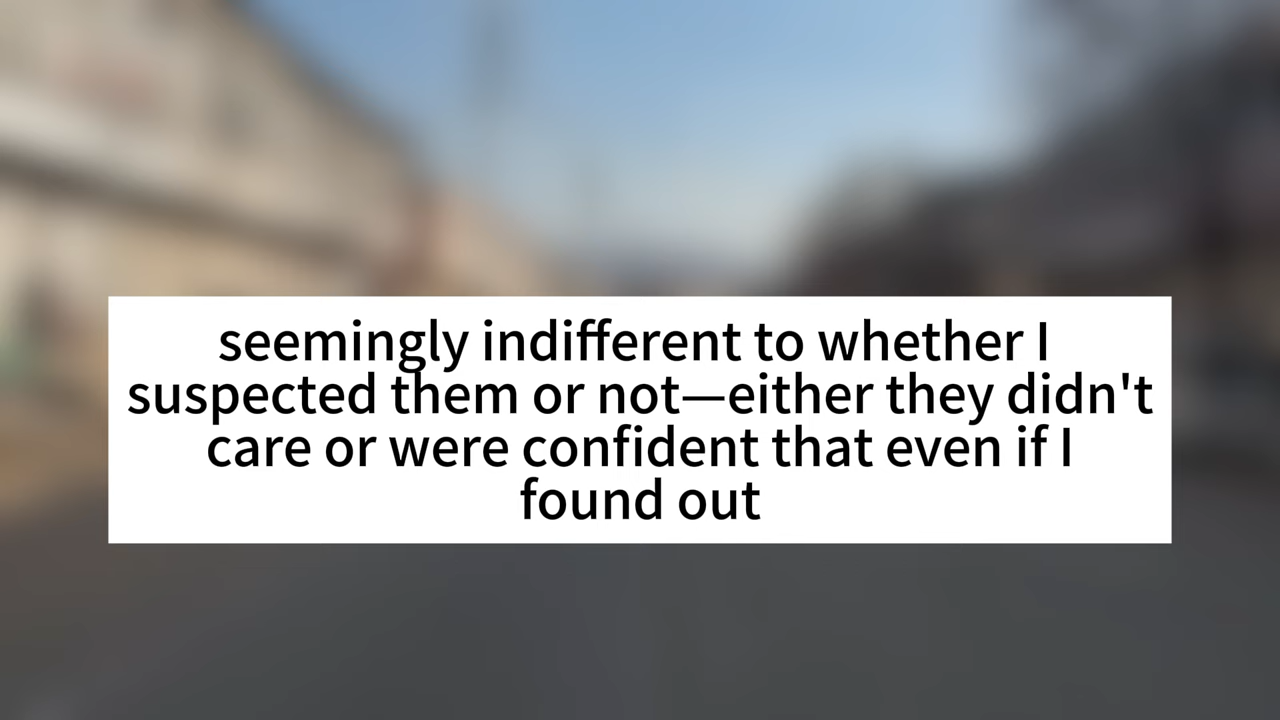 seemingly indifferent to whether I
suspected them or not—either they didn't
care or were confident that even if I
found out